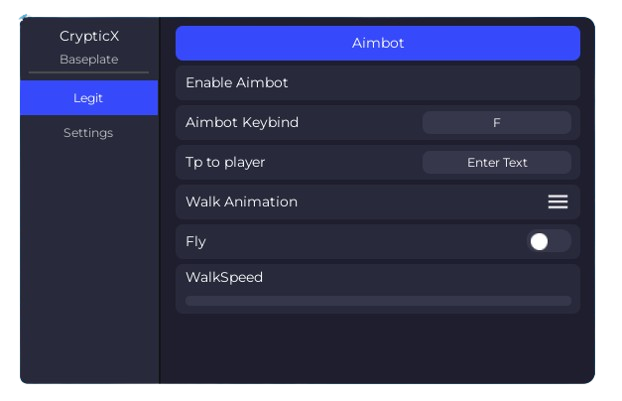 CrypticX
Baseplate
Legit
Settings
Aimbot
Enable Aimbot
Aimbot Keybind F
Tp to player Enter Text
Walk Animation
Fly
WalkSpeed